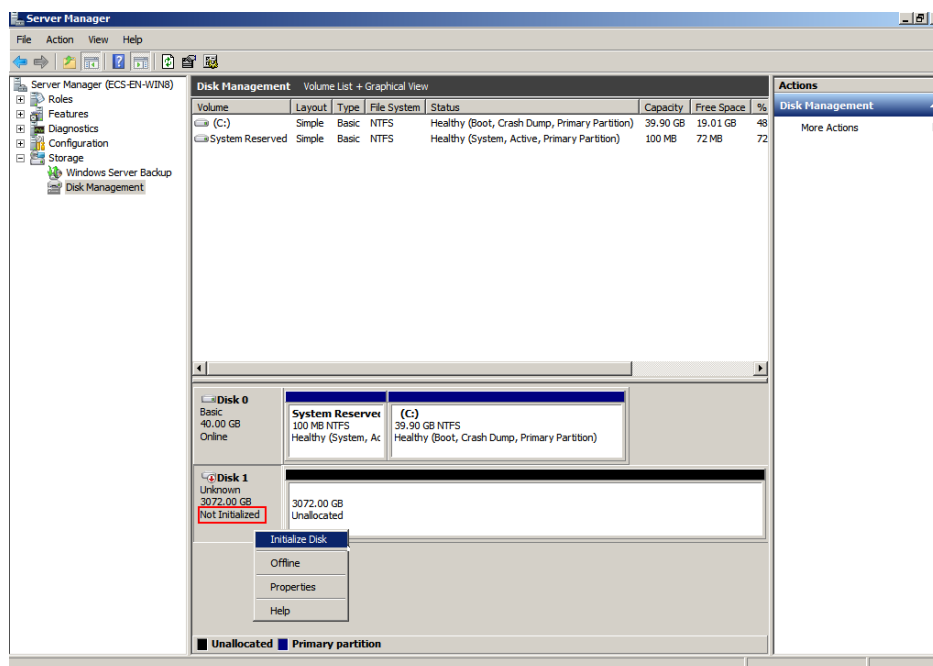 Server Manager
File Action View Help
Server Manager (ECS-EN-WIN8)
Roles
Features
Diagnostics
Configuration
Storage
Windows Server Backup
Disk Management
Disk Management Volume List + Graphical View
Volume Layout Type File System Status Capacity Free Space %
(C:) Simple Basic NTFS Healthy (Boot, Crash Dump, Primary Partition) 39.90 GB 19.01 GB 48
System Reserved Simple Basic NTFS Healthy (System, Active, Primary Partition) 100 MB 72 MB 72
Actions
Disk Management
More Actions
Disk 0
Basic
40.00 GB
Online
System Reserve
100 MB NTFS
Healthy (System, Ac
(C:)
39.90 GB NTFS
Healthy (Boot, Crash Dump, Primary Partition)
Disk 1
Unknown
3072.00 GB
Not Initialized
3072.00 GB
Unallocated
Initialize Disk
Offline
Properties
Help
Unallocated Primary partition